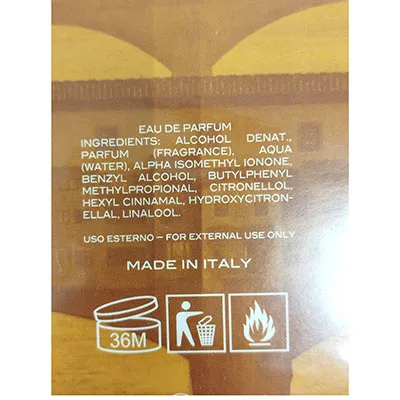 EAU DE PARFUM
INGREDIENTS: ALCOHOL DENAT.,
PARFUM (FRAGRANCE), AQUA
(WATER), ALPHA ISOMETHYL IONONE,
BENZYL ALCOHOL, BUTYLPHENYL
METHYLPROPIONAL, CITRONELLOL,
HEXYL CINNAMAL, HYDROXYCITRON-
ELLAL, LINALOOL.
USO ESTERNO – FOR EXTERNAL USE ONLY
MADE IN ITALY
36M